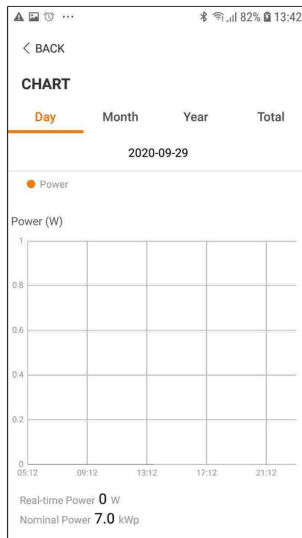 82% 13:42
< BACK
CHART
Day Month Year Total
2020-09-29
Power
Power (W)
1
0.8
0.6
0.4
0.2
0
05:12 09:12 13:12 17:12 21:12
Real-time Power 0 W
Nominal Power 7.0 kWp